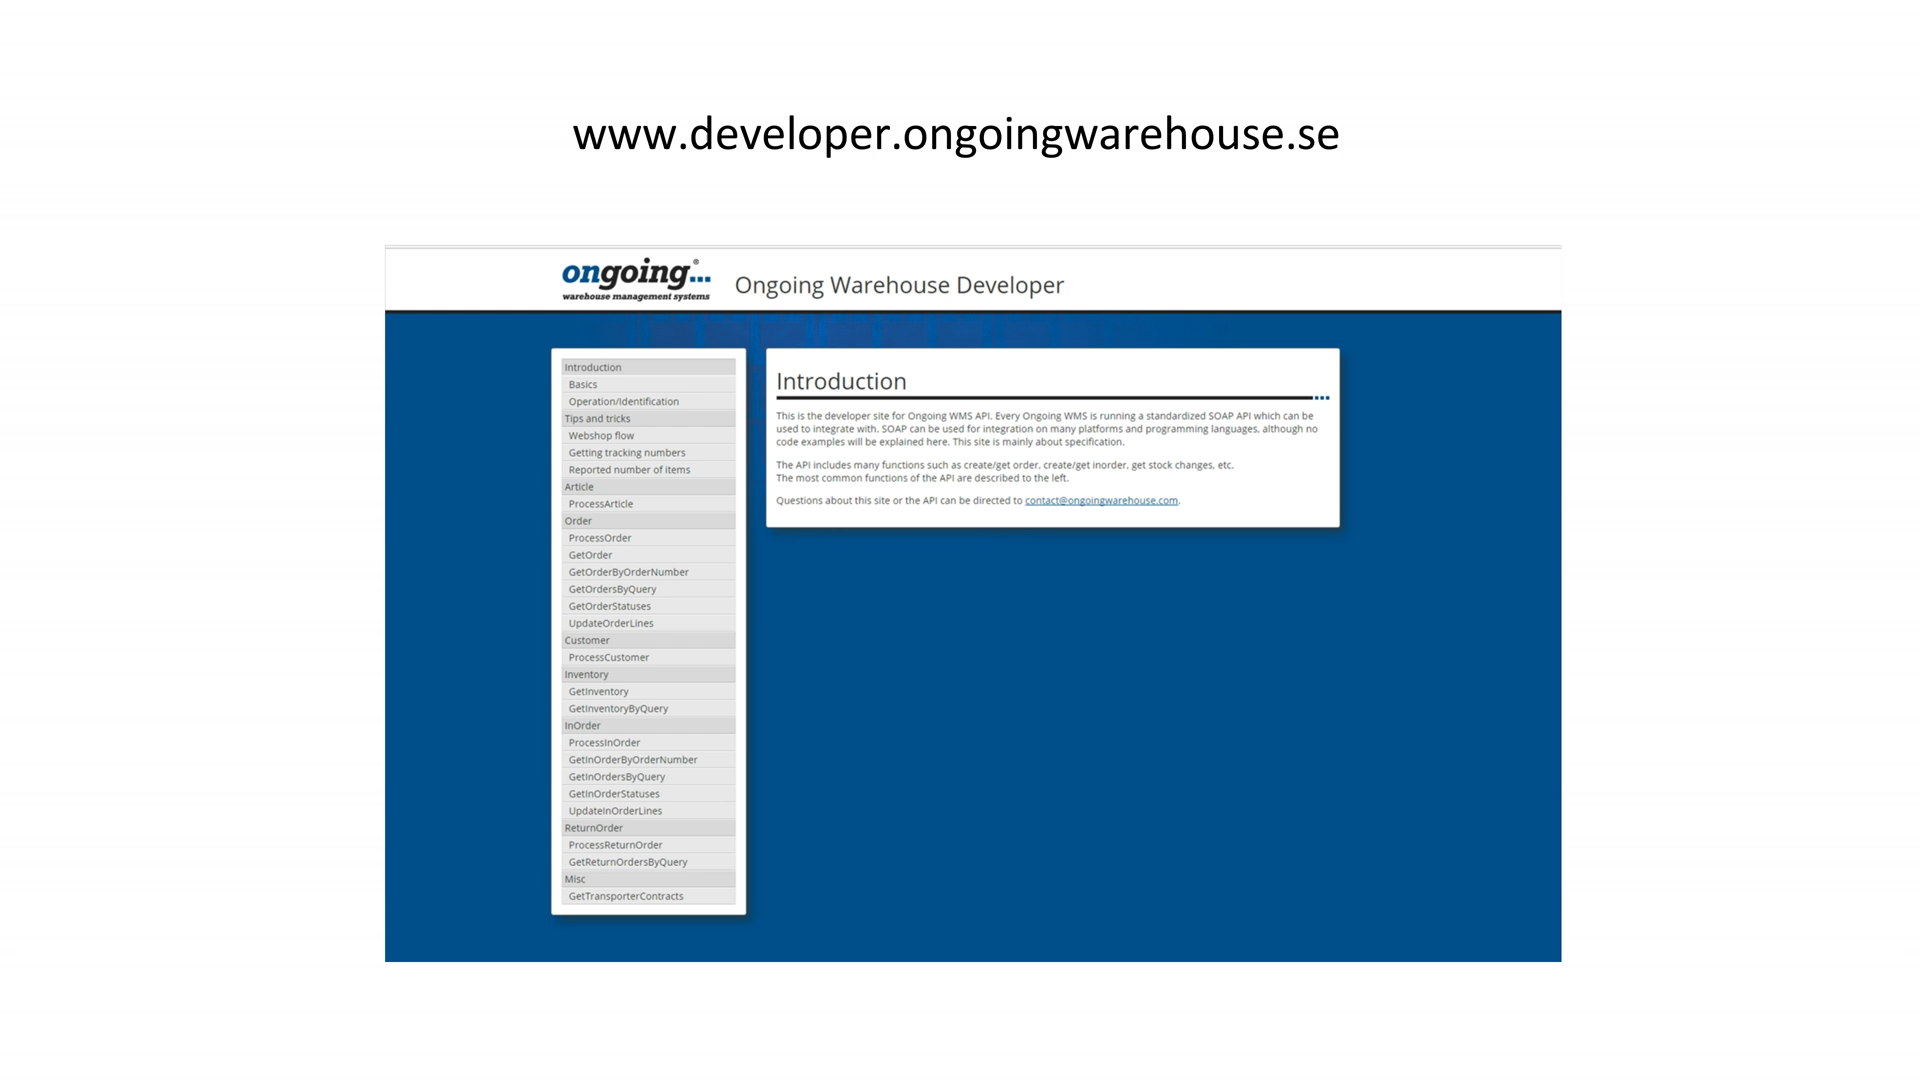 www.developer.ongoingwarehouse.se
ongoing...®
warehouse management systems
Ongoing Warehouse Developer
Introduction
Basics
Operation/Identification
Tips and tricks
Webshop flow
Getting tracking numbers
Reported number of items
Article
ProcessArticle
Order
ProcessOrder
GetOrder
GetOrderByOrderNumber
GetOrdersByQuery
GetOrderStatuses
UpdateOrderLines
Customer
ProcessCustomer
Inventory
GetInventory
GetInventoryByQuery
InOrder
ProcessInOrder
GetInOrderByOrderNumber
GetInOrdersByQuery
GetInOrderStatuses
UpdateInOrderLines
ReturnOrder
ProcessReturnOrder
GetReturnOrdersByQuery
Misc
GetTransporterContracts
Introduction
This is the developer site for Ongoing WMS API. Every Ongoing WMS is running a standardized SOAP API which can be
used to integrate with. SOAP can be used for integration on many platforms and programming languages, although no
code examples will be explained here. This site is mainly about specification.
The API includes many functions such as create/get order, create/get inorder, get stock changes, etc.
The most common functions of the API are described to the left.
Questions about this site or the API can be directed to contact@ongoingwarehouse.com.